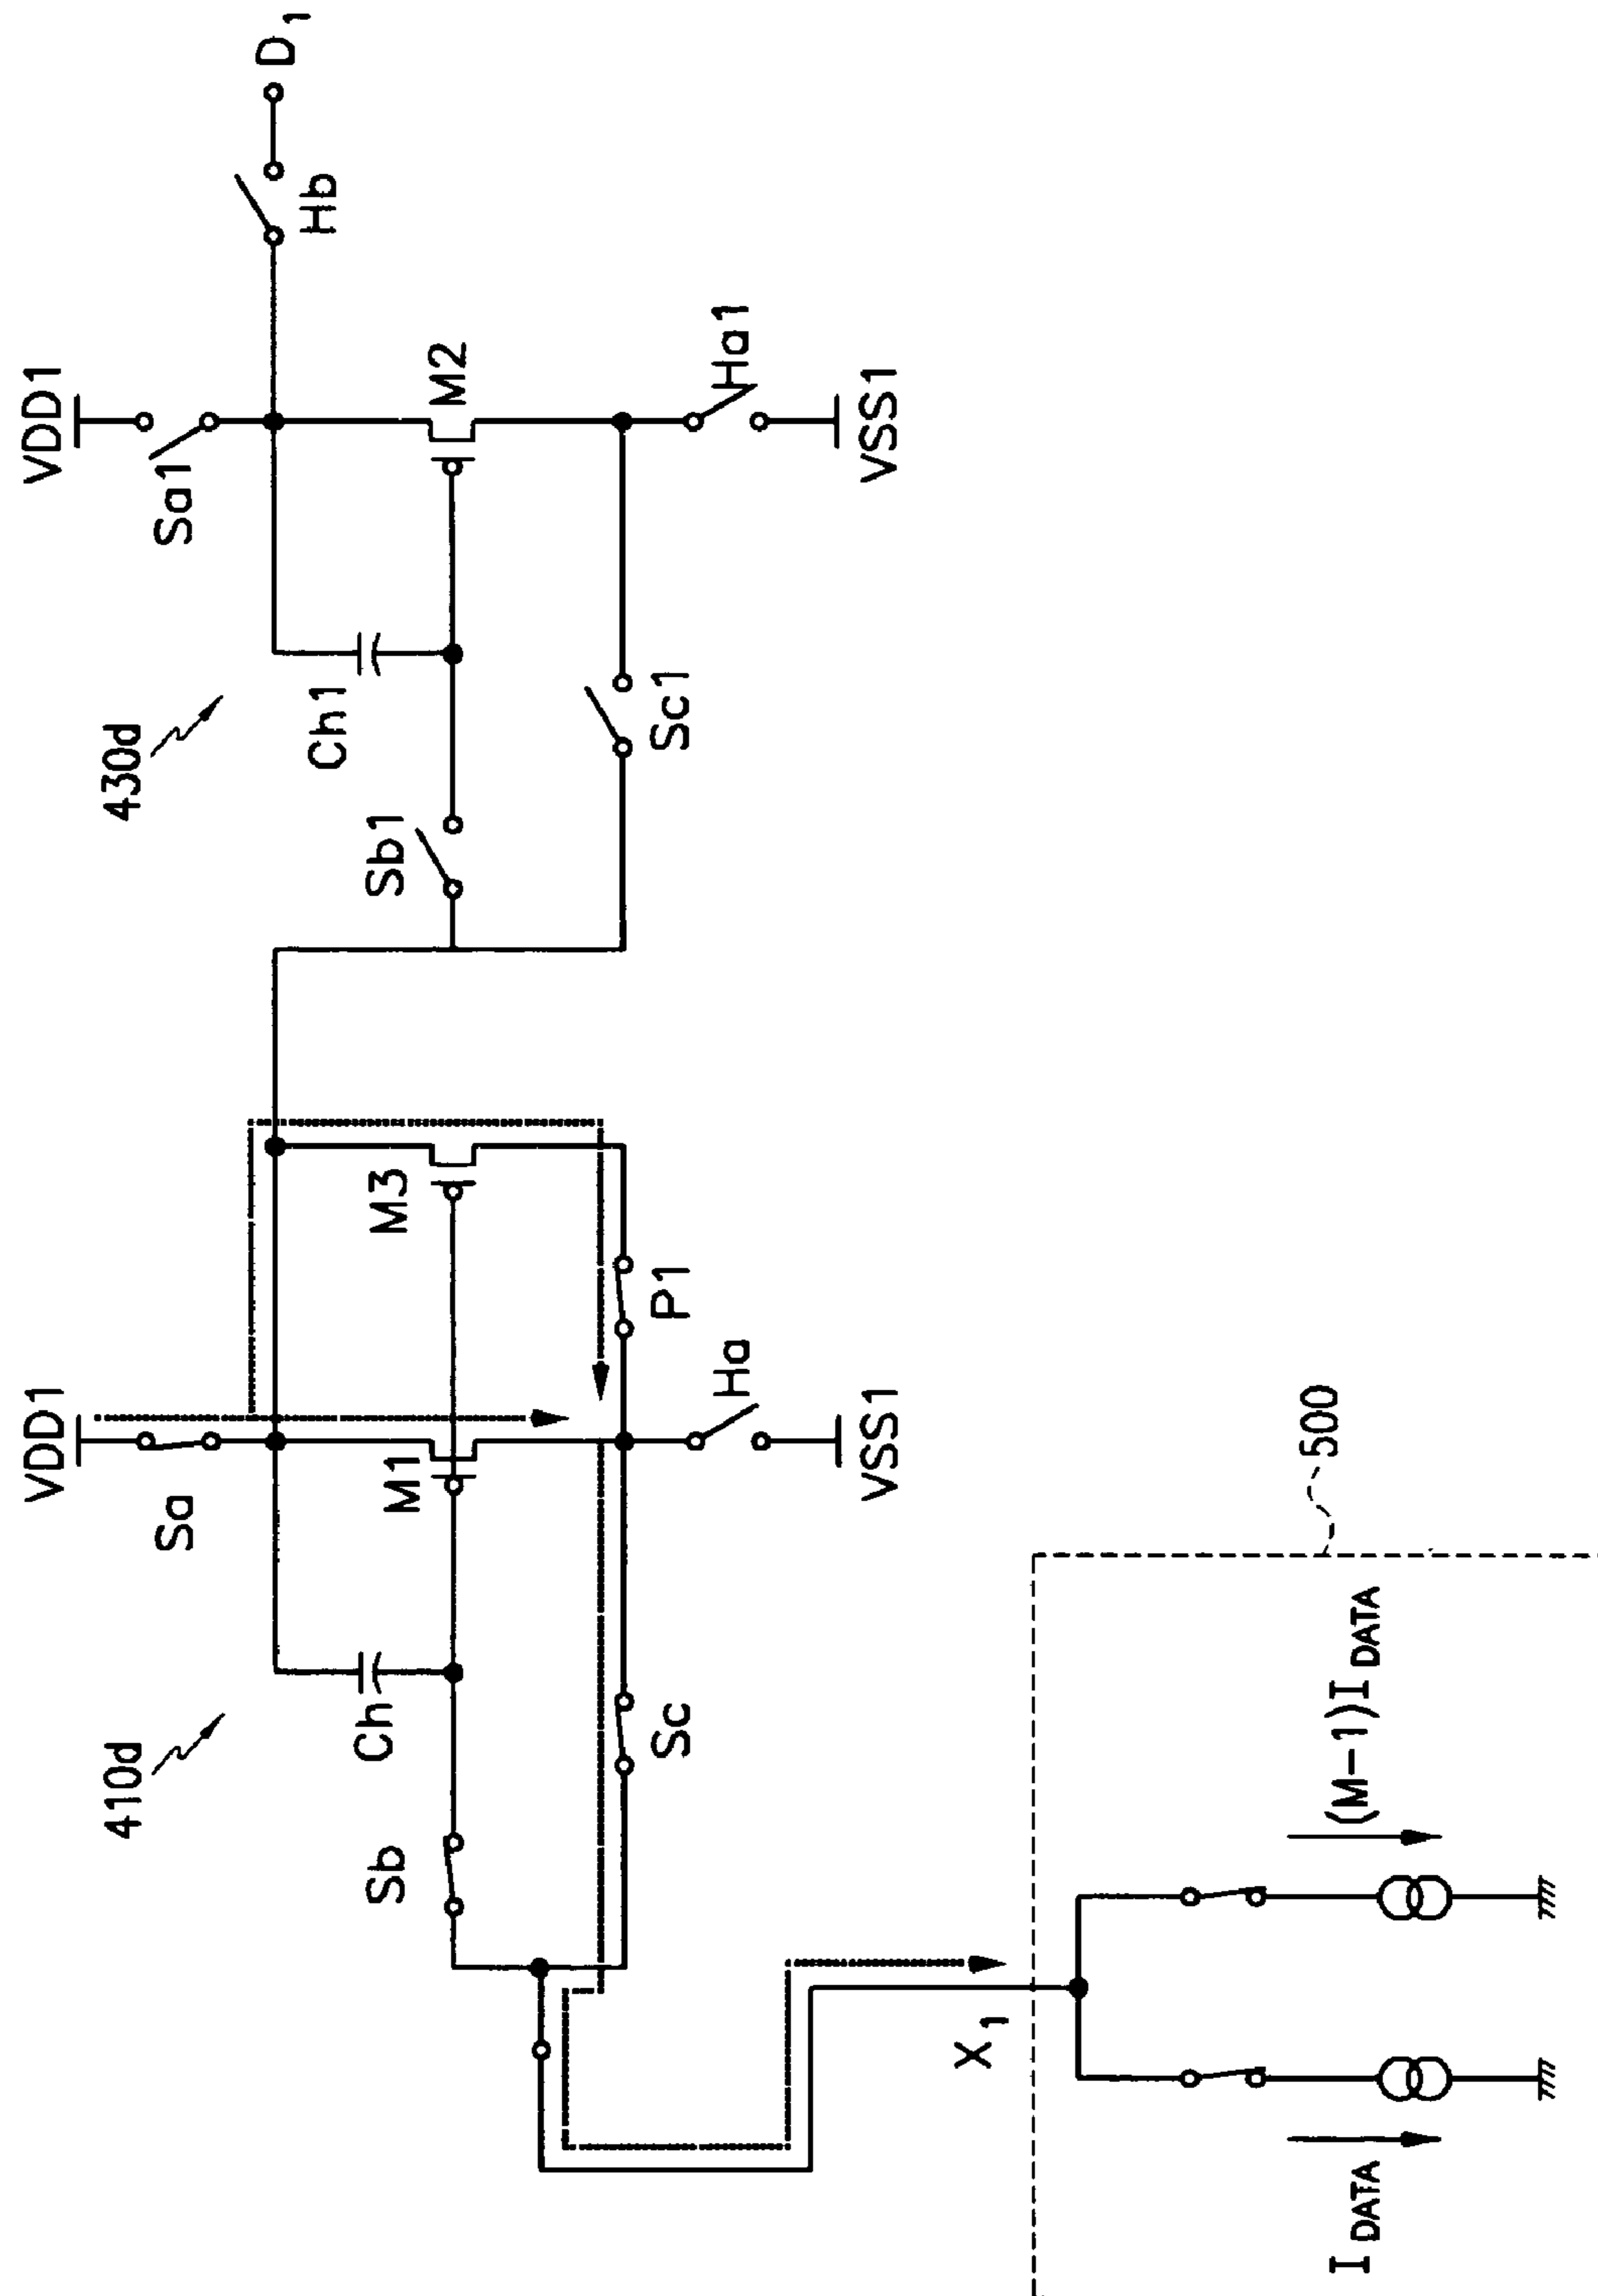 410d
430d
VDD1
VDD1
Sa
Sa1
Hb
D1
Ch
Ch1
Sb
M1
M3
Sb1
M2
Sc
P1
Sc1
Ha
Ha1
VSS1
VSS1
X1
500
IDATA
(M-1)IDATA